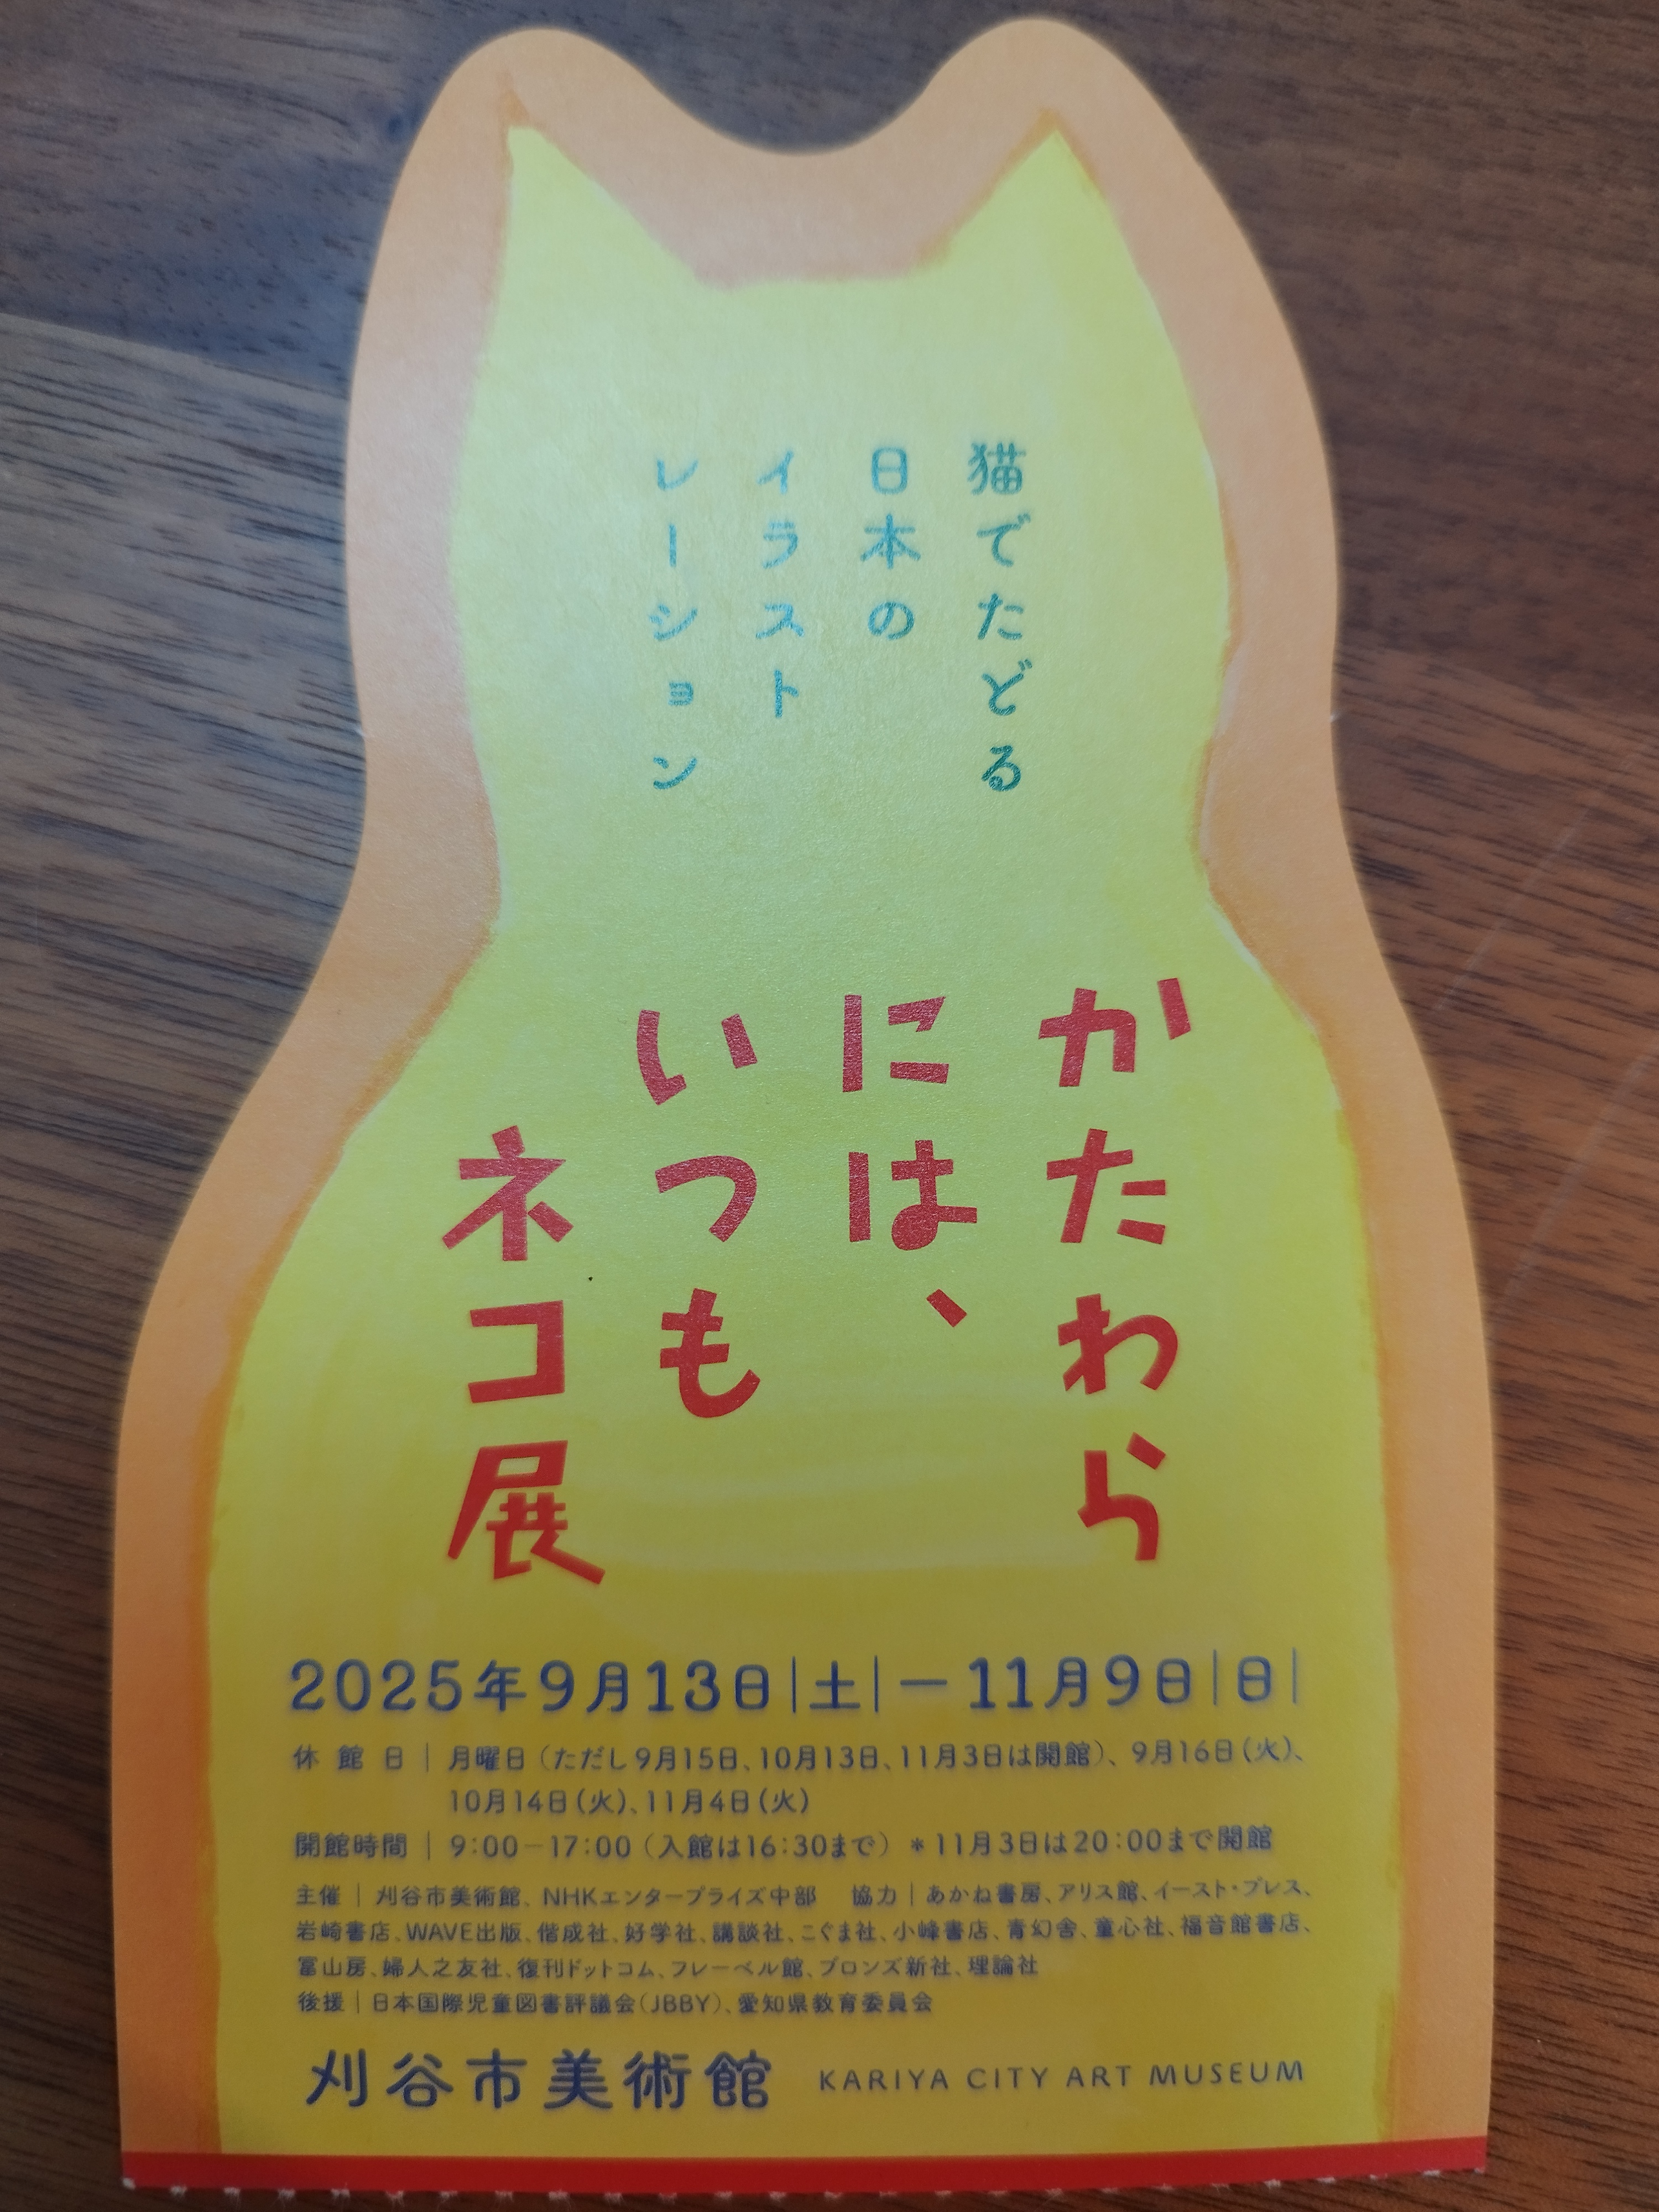 猫でたどる
日本の
イラスト
レーション
かたわら
には、
いつも
ネコ展
2025年9月13日|土|—11月9日|日|
休館日|月曜日(ただし9月15日、10月13日、11月3日は開館)、9月16日(火)、
10月14日(火)、11月4日(火)
開館時間|9:00—17:00(入館は16:30まで)*11月3日は20:00まで開館
主催|刈谷市美術館、NHKエンタープライズ中部 協力|あかね書房、アリス館、イースト・プレス、
岩崎書店、WAVE出版、偕成社、好学社、講談社、こぐま社、小峰書店、青幻舎、童心社、福音館書店、
冨山房、婦人之友社、復刊ドットコム、フレーベル館、ブロンズ新社、理論社
後援|日本国際児童図書評議会(JBBY)、愛知県教育委員会
刈谷市美術館 KARIYA CITY ART MUSEUM